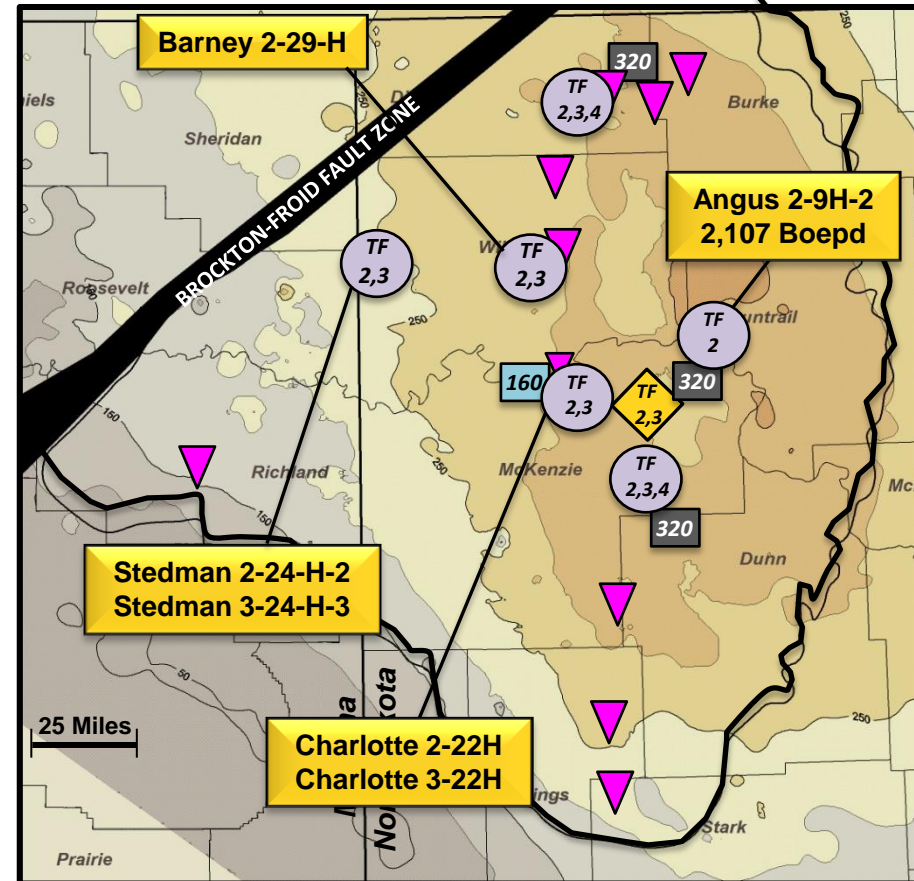 Barney 2-29-H
320
TF
2,3,4
Burke
Sheridan
BROCKTON-FROID FAULT ZONE
250
250
Angus 2-9H-2
2,107 Boepd
TF
2,3
TF
2,3
Roosevelt
250
TF
2
150
160
TF
2,3
TF
2,3
320
McKenzie
250
Richland
150
TF
2,3,4
320
Dunn
Stedman 2-24-H-2
Stedman 3-24-H-3
50
250
25 Miles
Charlotte 2-22H
Charlotte 3-22H
Stark
Prairie